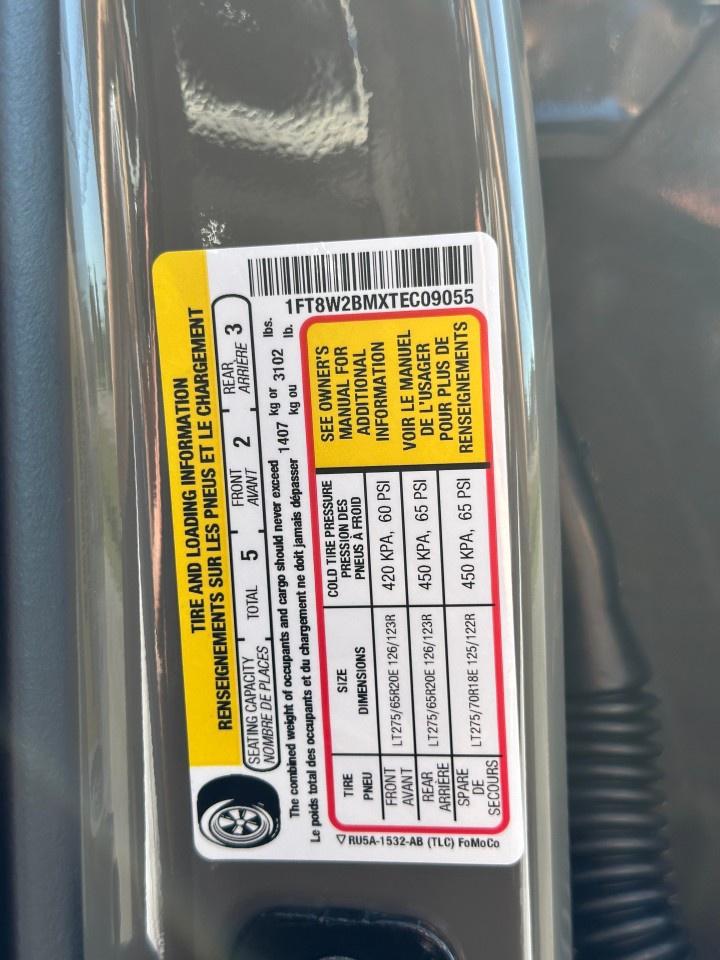 TIRE AND LOADING INFORMATION
RENSEIGNEMENTS SUR LES PNEUS ET LE CHARGEMENT
SEATING CAPACITY TOTAL 5 FRONT 2 REAR 3
NOMBRE DE PLACES AVANT ARRIÈRE
The combined weight of occupants and cargo should never exceed 1407 kg or 3102 lbs.
Le poids total des occupants et du chargement ne doit jamais dépasser kg ou lb.
1FT8W2BMXTEC09055
TIRE SIZE COLD TIRE PRESSURE
PNEU DIMENSIONS PRESSION DES
PNEUS À FROID
FRONT LT275/65R20E 126/123R 420 KPA, 60 PSI
AVANT
REAR LT275/65R20E 126/123R 450 KPA, 65 PSI
ARRIÈRE
SPARE LT275/70R18E 125/122R 450 KPA, 65 PSI
DE
SECOURS
SEE OWNER'S
MANUAL FOR
ADDITIONAL
INFORMATION
VOIR LE MANUEL
DE L'USAGER
POUR PLUS DE
RENSEIGNEMENTS
RU5A-1532-AB (TLC) FoMoCo